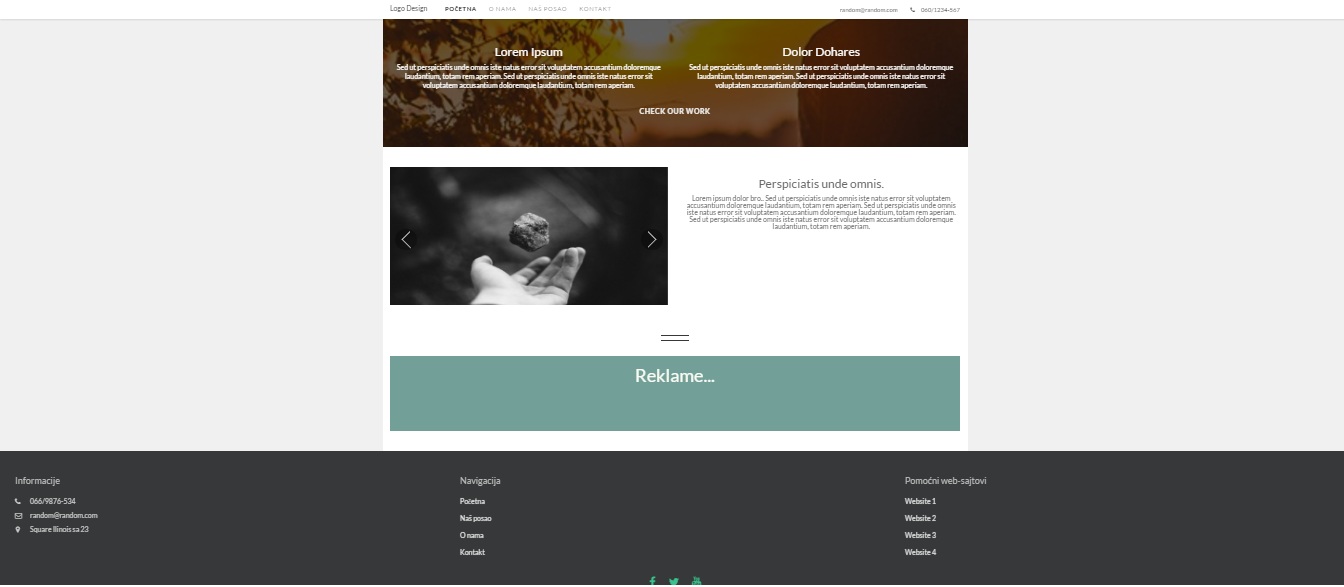 Logo Design POČETNA O NAMA NAŠ POSAO KONTAKT random@random.com 060/1234-567
Lorem Ipsum
Sed ut perspiciatis unde omnis iste natus error sit voluptatem accusantium doloremque
laudantium, totam rem aperiam. Sed ut perspiciatis unde omnis iste natus error sit
voluptatem accusantium doloremque laudantium, totam rem aperiam.
Dolor Dohares
Sed ut perspiciatis unde omnis iste natus error sit voluptatem accusantium doloremque
laudantium, totam rem aperiam. Sed ut perspiciatis unde omnis iste natus error sit
voluptatem accusantium doloremque laudantium, totam rem aperiam.
CHECK OUR WORK
Perspiciatis unde omnis.
Lorem ipsum dolor bro.. Sed ut perspiciatis unde omnis iste natus error sit voluptatem
accusantium doloremque laudantium, totam rem aperiam. Sed ut perspiciatis unde omnis
iste natus error sit voluptatem accusantium doloremque laudantium, totam rem aperiam.
Sed ut perspiciatis unde omnis iste natus error sit voluptatem accusantium doloremque
laudantium, totam rem aperiam.
Reklame...
Informacije
066/9876-534
random@random.com
Square Ilinois sa 23
Navigacija
Početna
Naš posao
O nama
Kontakt
Pomoćni web-sajtovi
Website 1
Website 2
Website 3
Website 4